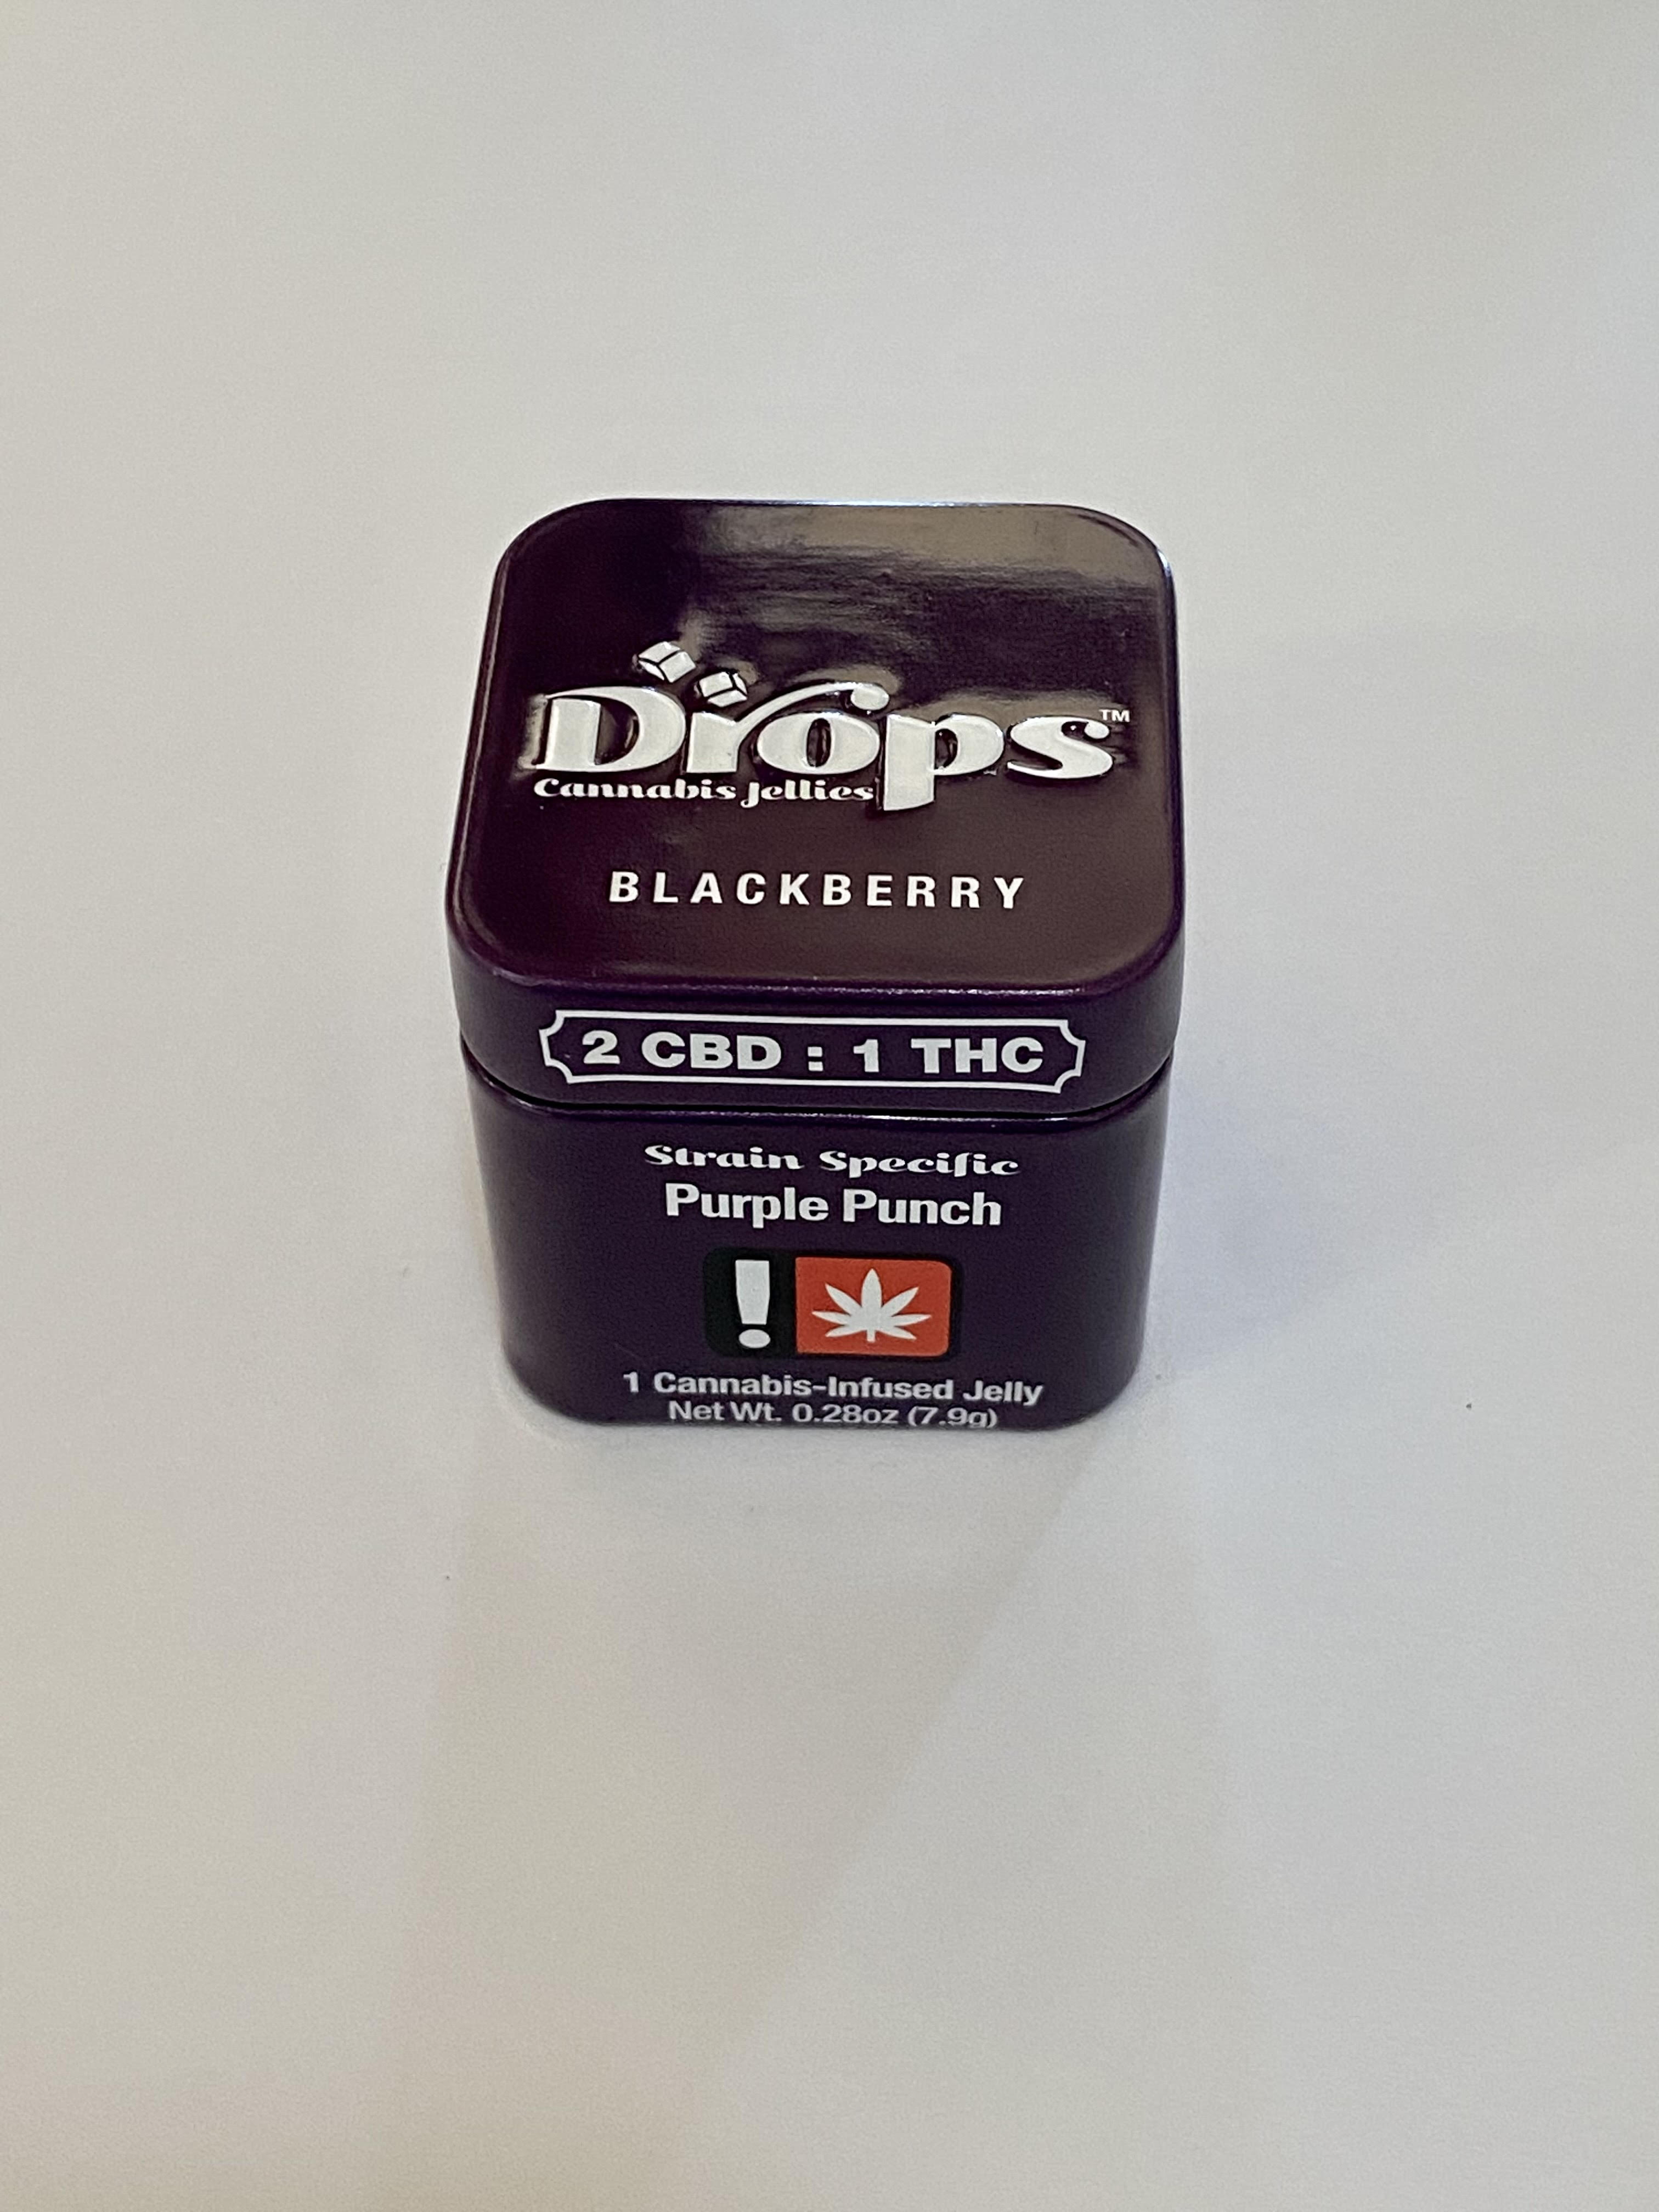 Drops™
Cannabis Jellies
BLACKBERRY
2 CBD : 1 THC
Strain Specific
Purple Punch
!
1 Cannabis-Infused Jelly
Net Wt. 0.28oz (7.9g)